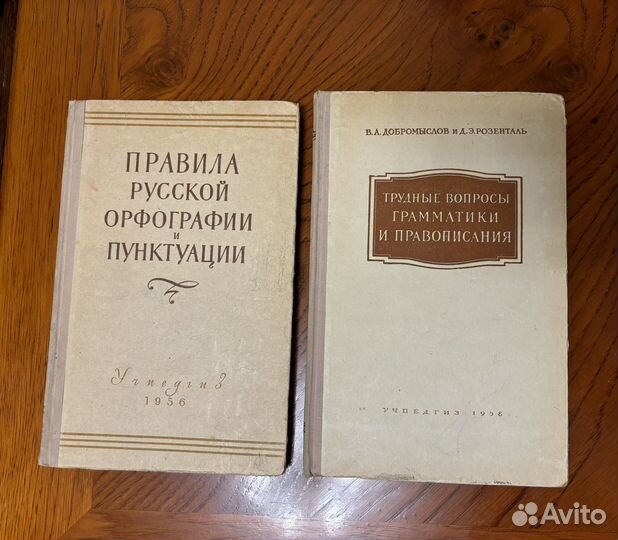 ПРАВИЛА
РУССКОЙ
ОРФОГРАФИИ
И
ПУНКТУАЦИИ
Учпедгиз
1956
В. А. ДОБРОМЫСЛОВ И Д. Э. РОЗЕНТАЛЬ
ТРУДНЫЕ ВОПРОСЫ
ГРАММАТИКИ
И ПРАВОПИСАНИЯ
УЧПЕДГИЗ 1956
Avito